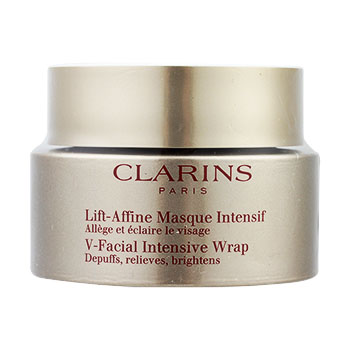 CLARINS
PARIS
Lift-Affine Masque Intensif
Allège et éclaire le visage
V-Facial Intensive Wrap
Depuffs, relieves, brightens